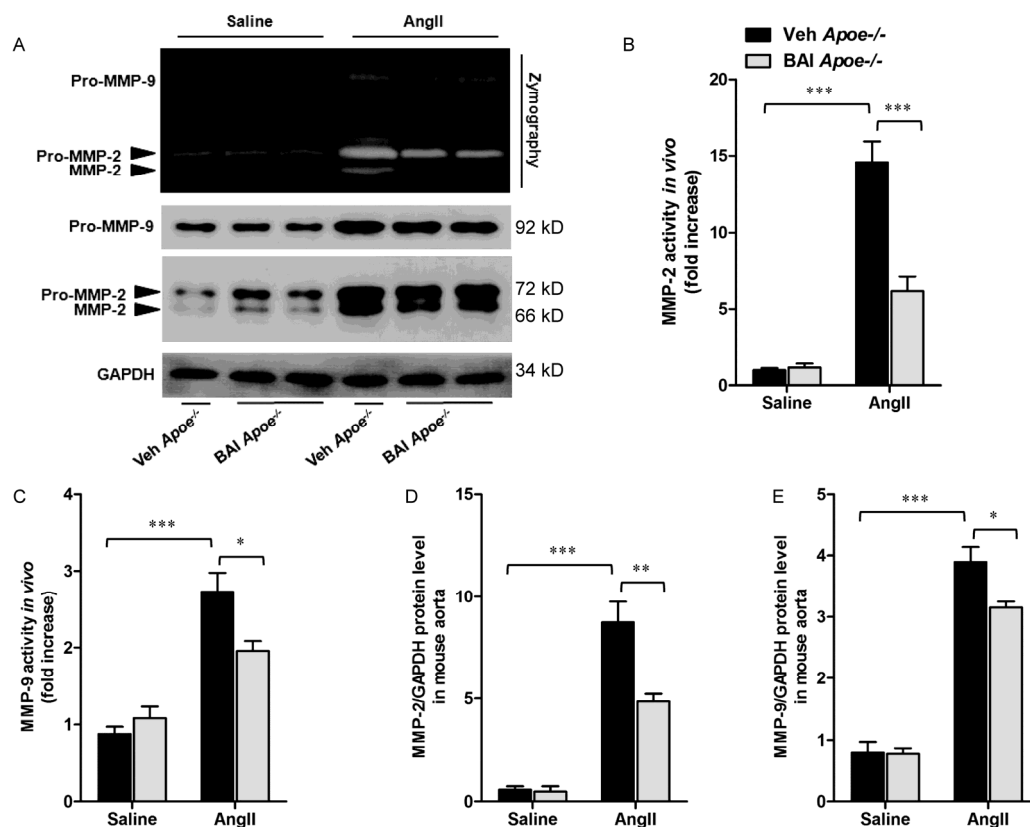 A
Saline
AngII
Pro-MMP-9
Pro-MMP-2
MMP-2
Zymography
Pro-MMP-9
92 kD
Pro-MMP-2
72 kD
MMP-2
66 kD
GAPDH
34 kD
Veh Apoe-/-
BAI Apoe-/-
Veh Apoe-/-
BAI Apoe-/-
B
Veh Apoe-/-
BAI Apoe-/-
MMP-2 activity in vivo
(fold increase)
20
15
10
5
0
***
***
Saline
AngII
C
MMP-9 activity in vivo
(fold increase)
4
3
2
1
0
***
*
Saline
AngII
D
MMP-2/GAPDH protein level
in mouse aorta
15
10
5
0
***
**
Saline
AngII
E
MMP-9/GAPDH protein level
in mouse aorta
5
4
3
2
1
0
***
*
Saline
AngII